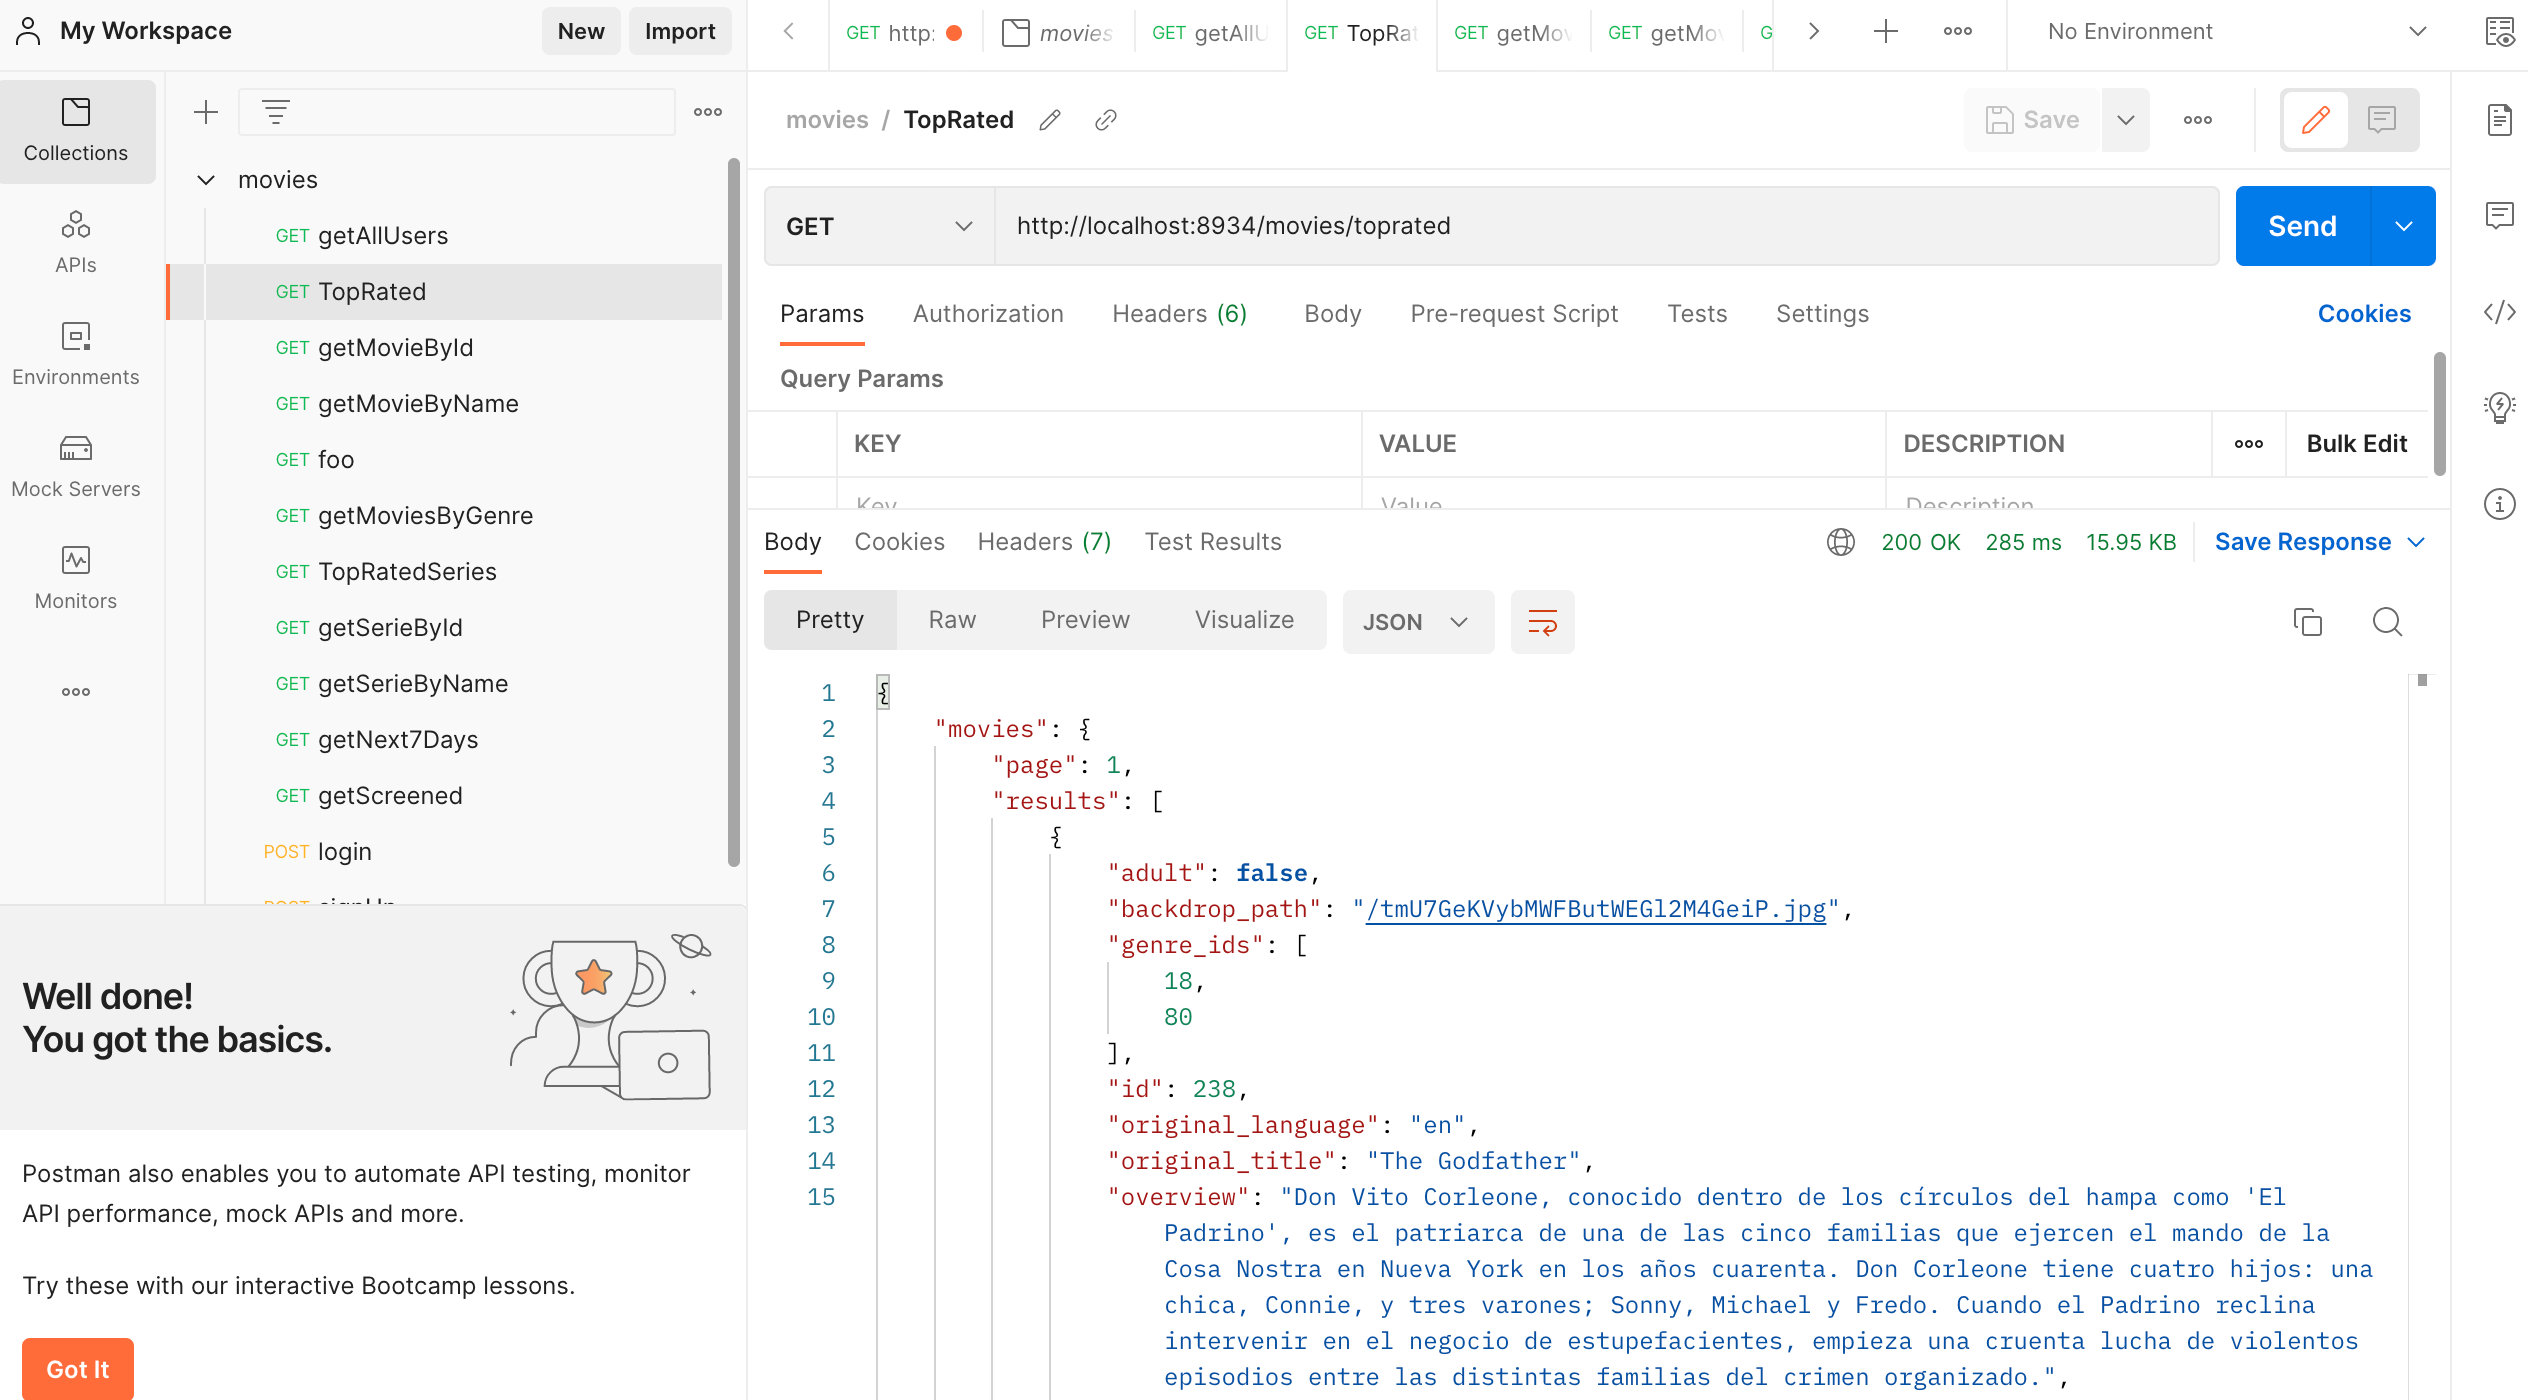 My Workspace
New
Import
GET http:
movies
GET getAllU
GET TopRat
GET getMov
GET getMov
G
No Environment
Collections
APIs
Environments
Mock Servers
Monitors
movies
GET getAllUsers
GET TopRated
GET getMovieById
GET getMovieByName
GET foo
GET getMoviesByGenre
GET TopRatedSeries
GET getSerieById
GET getSerieByName
GET getNext7Days
GET getScreened
POST login
POST signUp
Well done!
You got the basics.
Postman also enables you to automate API testing, monitor
API performance, mock APIs and more.
Try these with our interactive Bootcamp lessons.
Got It
movies / TopRated
Save
GET
http://localhost:8934/movies/toprated
Send
Params
Authorization
Headers (6)
Body
Pre-request Script
Tests
Settings
Cookies
Query Params
KEY
VALUE
DESCRIPTION
Bulk Edit
Key
Value
Description
Body
Cookies
Headers (7)
Test Results
200 OK
285 ms
15.95 KB
Save Response
Pretty
Raw
Preview
Visualize
JSON
1 {
2 "movies": {
3 "page": 1,
4 "results": [
5 {
6 "adult": false,
7 "backdrop_path": "/tmU7GeKVybMWFButWEGl2M4GeiP.jpg",
8 "genre_ids": [
9 18,
10 80
11 ],
12 "id": 238,
13 "original_language": "en",
14 "original_title": "The Godfather",
15 "overview": "Don Vito Corleone, conocido dentro de los círculos del hampa como 'El
Padrino', es el patriarca de una de las cinco familias que ejercen el mando de la
Cosa Nostra en Nueva York en los años cuarenta. Don Corleone tiene cuatro hijos: una
chica, Connie, y tres varones; Sonny, Michael y Fredo. Cuando el Padrino reclina
intervenir en el negocio de estupefacientes, empieza una cruenta lucha de violentos
episodios entre las distintas familias del crimen organizado.",